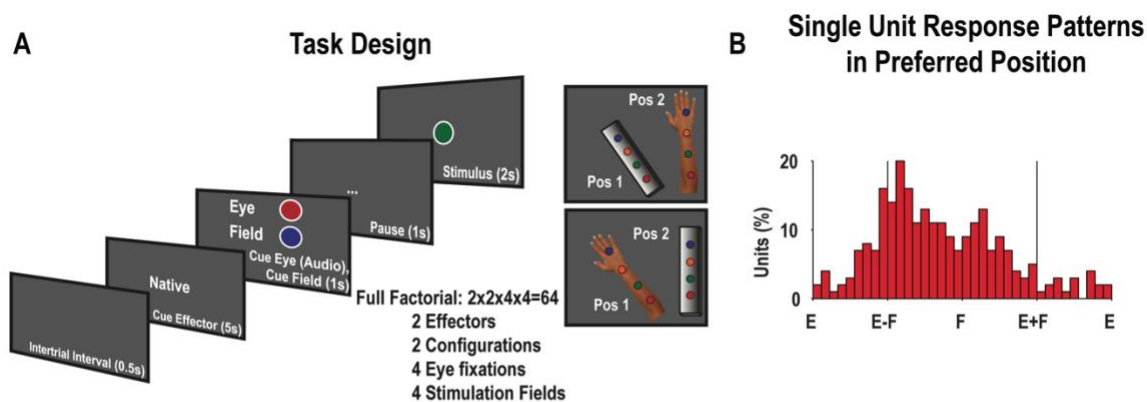 A
Task Design
Intertrial Interval (0.5s)
Native
Cue Effector (5s)
Eye
Field
Cue Eye (Audio),
Cue Field (1s)
...
Pause (1s)
Stimulus (2s)
Full Factorial: 2x2x4x4=64
2 Effectors
2 Configurations
4 Eye fixations
4 Stimulation Fields
Pos 2
Pos 1
Pos 2
Pos 1
B
Single Unit Response Patterns
in Preferred Position
Units (%)
20
10
0
E E-F F E+F E